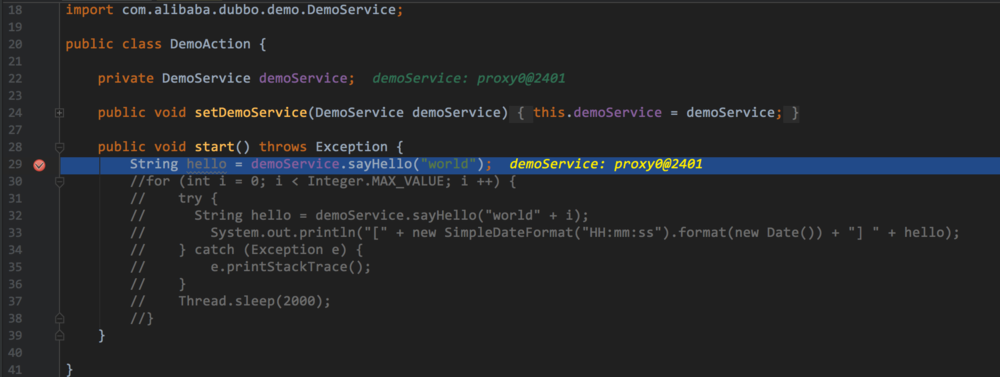 18 import com.alibaba.dubbo.demo.DemoService;
19
20 public class DemoAction {
21
22 private DemoService demoService; demoService: proxy0@2401
23
24 public void setDemoService(DemoService demoService) { this.demoService = demoService; }
27
28 public void start() throws Exception {
29 String hello = demoService.sayHello("world"); demoService: proxy0@2401
30 //for (int i = 0; i < Integer.MAX_VALUE; i ++) {
31 // try {
32 // String hello = demoService.sayHello("world" + i);
33 // System.out.println("[" + new SimpleDateFormat("HH:mm:ss").format(new Date()) + "] " + hello);
34 // } catch (Exception e) {
35 // e.printStackTrace();
36 // }
37 // Thread.sleep(2000);
38 //}
39 }
40
41 }